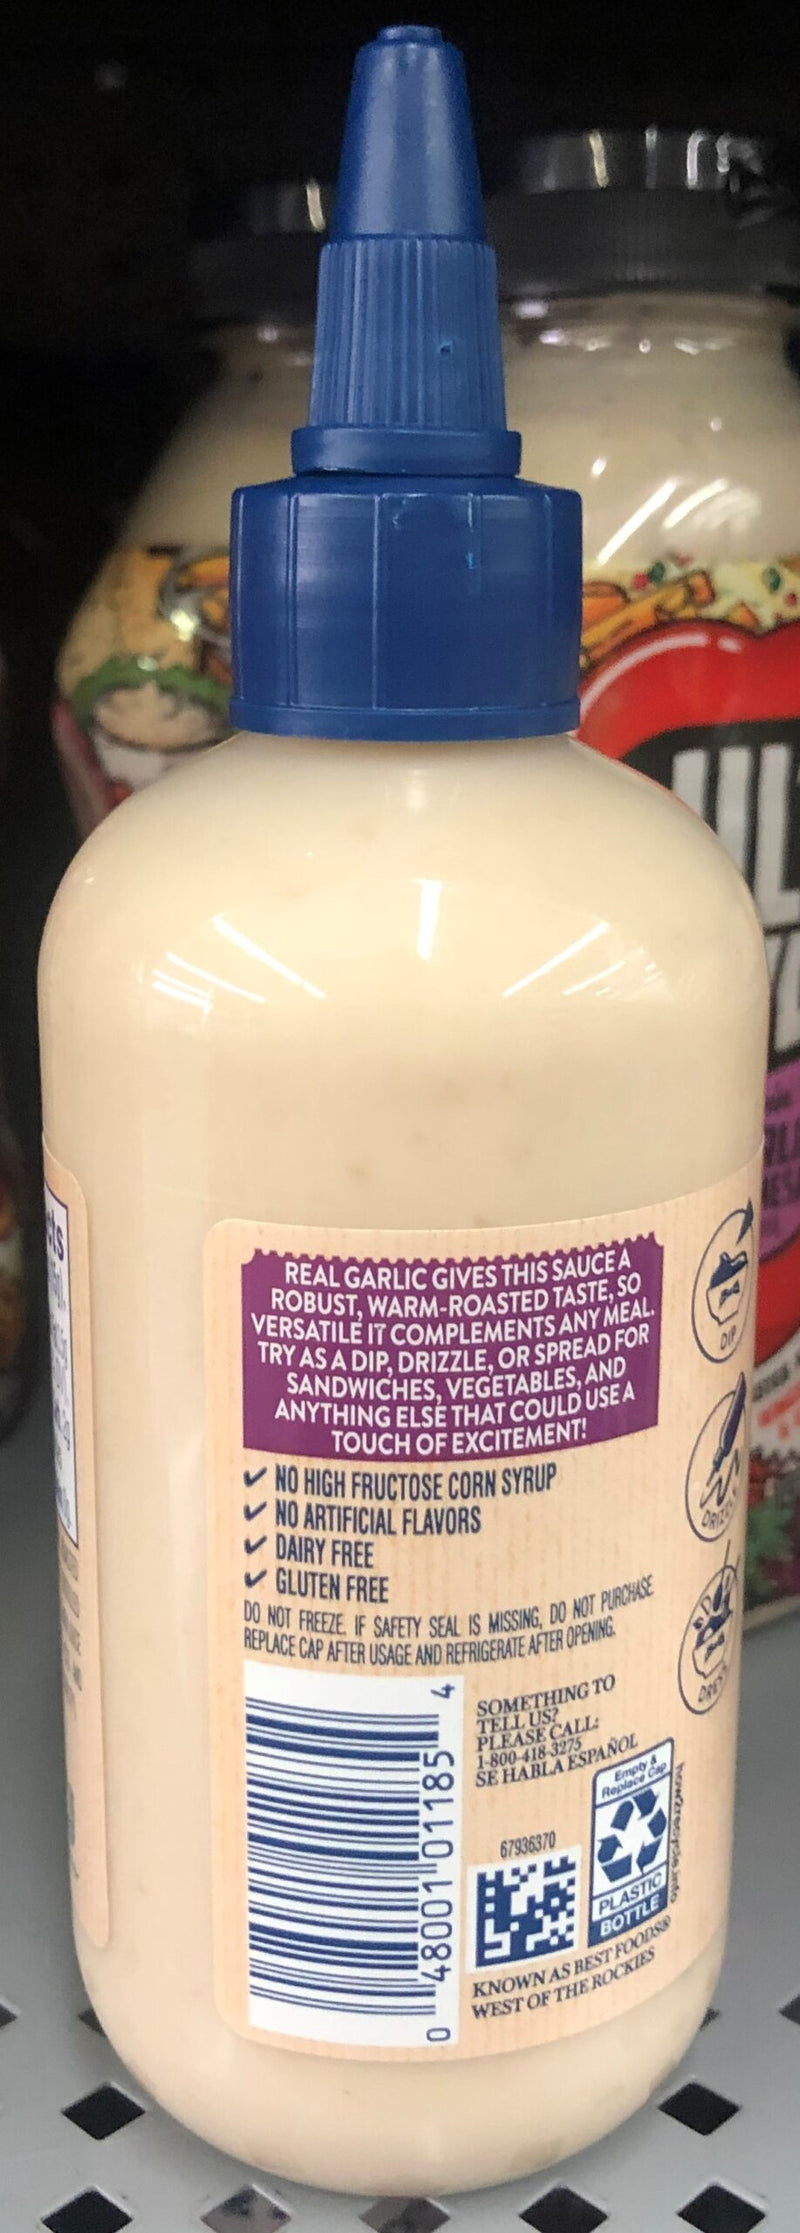 REAL GARLIC GIVES THIS SAUCE A
ROBUST, WARM-ROASTED TASTE, SO
VERSATILE IT COMPLEMENTS ANY MEAL.
TRY AS A DIP, DRIZZLE, OR SPREAD FOR
SANDWICHES, VEGETABLES, AND
ANYTHING ELSE THAT COULD USE A
TOUCH OF EXCITEMENT!
NO HIGH FRUCTOSE CORN SYRUP
NO ARTIFICIAL FLAVORS
DAIRY FREE
GLUTEN FREE
DO NOT FREEZE. IF SAFETY SEAL IS MISSING, DO NOT PURCHASE.
REPLACE CAP AFTER USAGE AND REFRIGERATE AFTER OPENING.
DIP
0 48001 01185 4
SOMETHING TO
TELL US?
PLEASE CALL:
1-800-418-3275
SE HABLA ESPAÑOL
67936370
Empty &
Replace Cap
PLASTIC
BOTTLE
how2recycle.info
KNOWN AS BEST FOODS®
WEST OF THE ROCKIES